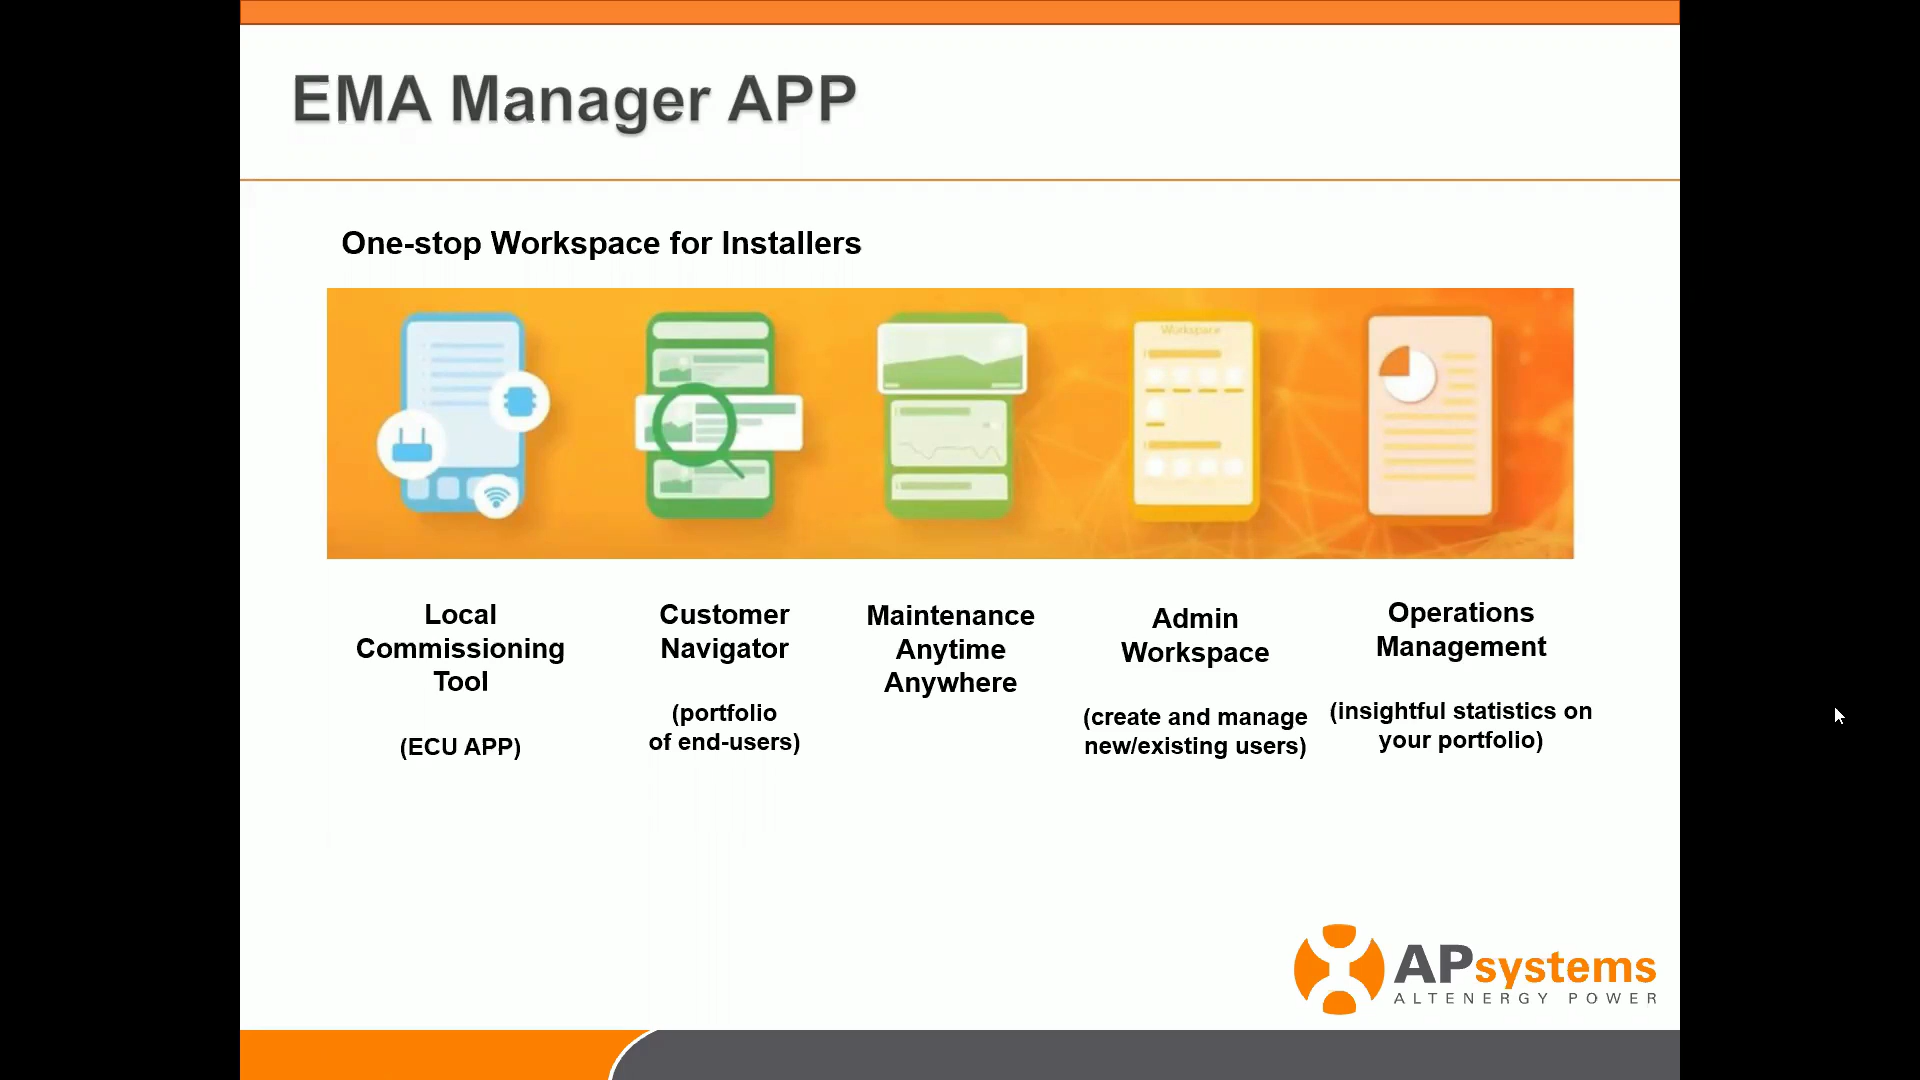 EMA Manager APP
One-stop Workspace for Installers
Workspace
Local
Commissioning
Tool
(ECU APP)
Customer
Navigator
(portfolio
of end-users)
Maintenance
Anytime
Anywhere
Admin
Workspace
(create and manage
new/existing users)
Operations
Management
(insightful statistics on
your portfolio)
APsystems
ALTENERGY POWER